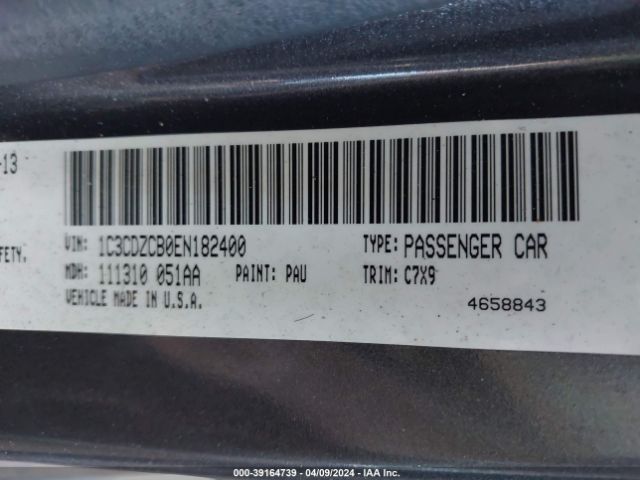 -13
VIN: 1C3CDZCB0EN182400 TYPE: PASSENGER CAR
FETY.
MDH: 111310 051AA PAINT: PAU TRIM: C7X9
VEHICLE MADE IN U.S.A. 4658843
000-39164739 - 04/09/2024 - IAA Inc.